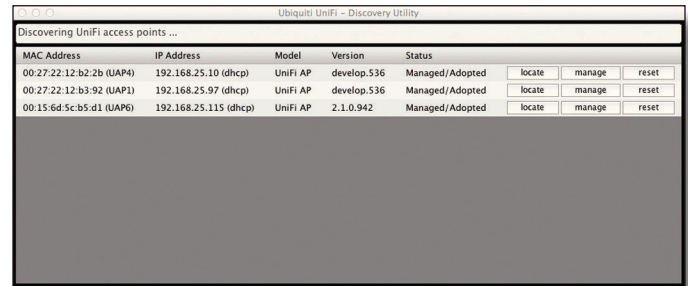 Ubiquiti UniFi – Discovery Utility
Discovering UniFi access points ...
MAC Address IP Address Model Version Status
00:27:22:12:b2:2b (UAP4) 192.168.25.10 (dhcp) UniFi AP develop.536 Managed/Adopted locate manage reset
00:27:22:12:b3:92 (UAP1) 192.168.25.97 (dhcp) UniFi AP develop.536 Managed/Adopted locate manage reset
00:15:6d:5c:b5:d1 (UAP6) 192.168.25.115 (dhcp) UniFi AP 2.1.0.942 Managed/Adopted locate manage reset